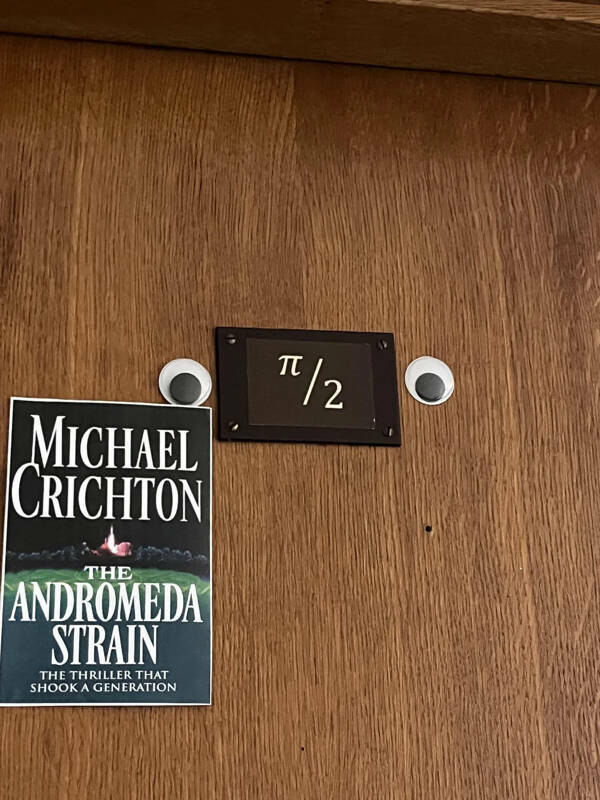 π/2
MICHAEL
CRICHTON
THE
ANDROMEDA
STRAIN
THE THRILLER THAT
SHOOK A GENERATION